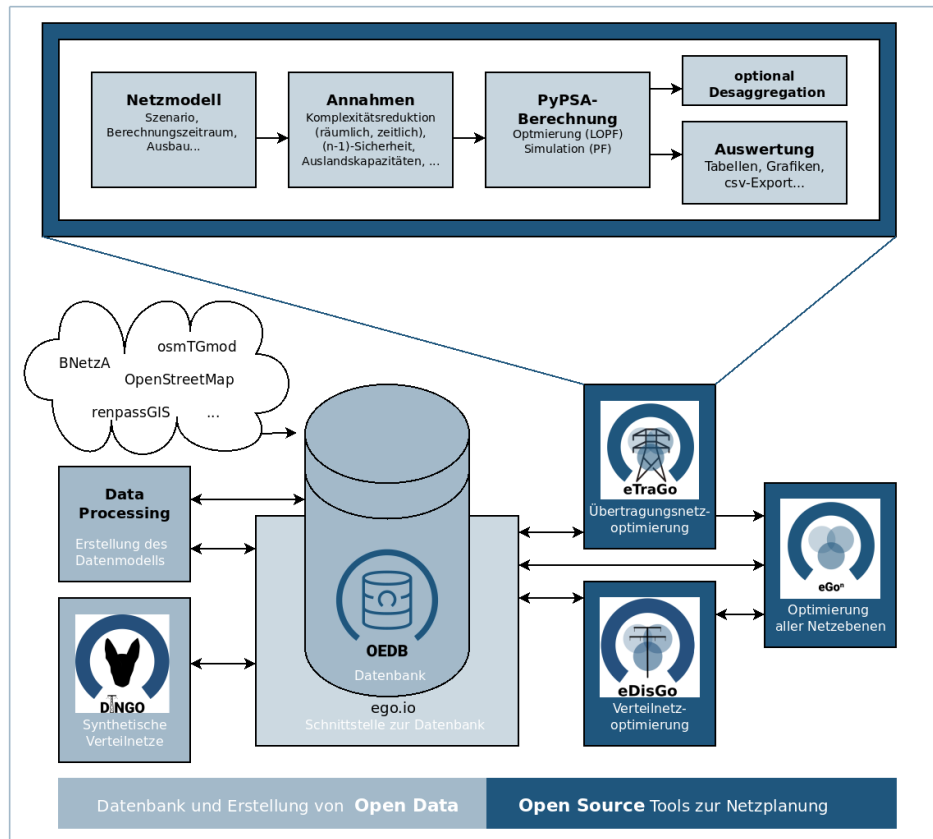 Netzmodell
Szenario,
Berechnungszeitraum,
Ausbau...
Annahmen
Komplexitätsreduktion
(räumlich, zeitlich),
(n-1)-Sicherheit,
Auslandskapazitäten, ...
PyPSA-
Berechnung
Optmierung (LOPF)
Simulation (PF)
optional
Desaggregation
Auswertung
Tabellen, Grafiken,
csv-Export...
osmTGmod
BNetzA
OpenStreetMap
renpassGIS ...
Data
Processing
Erstellung des
Datenmodells
DINGO
Synthetische
Verteilnetze
OEDB
Datenbank
ego.io
Schnittstelle zur Datenbank
eTraGo
Übertragungsnetz-
optimierung
eDisGo
Verteilnetz-
optimierung
eGoⁿ
Optimierung
aller Netzebenen
Datenbank und Erstellung von Open Data
Open Source Tools zur Netzplanung